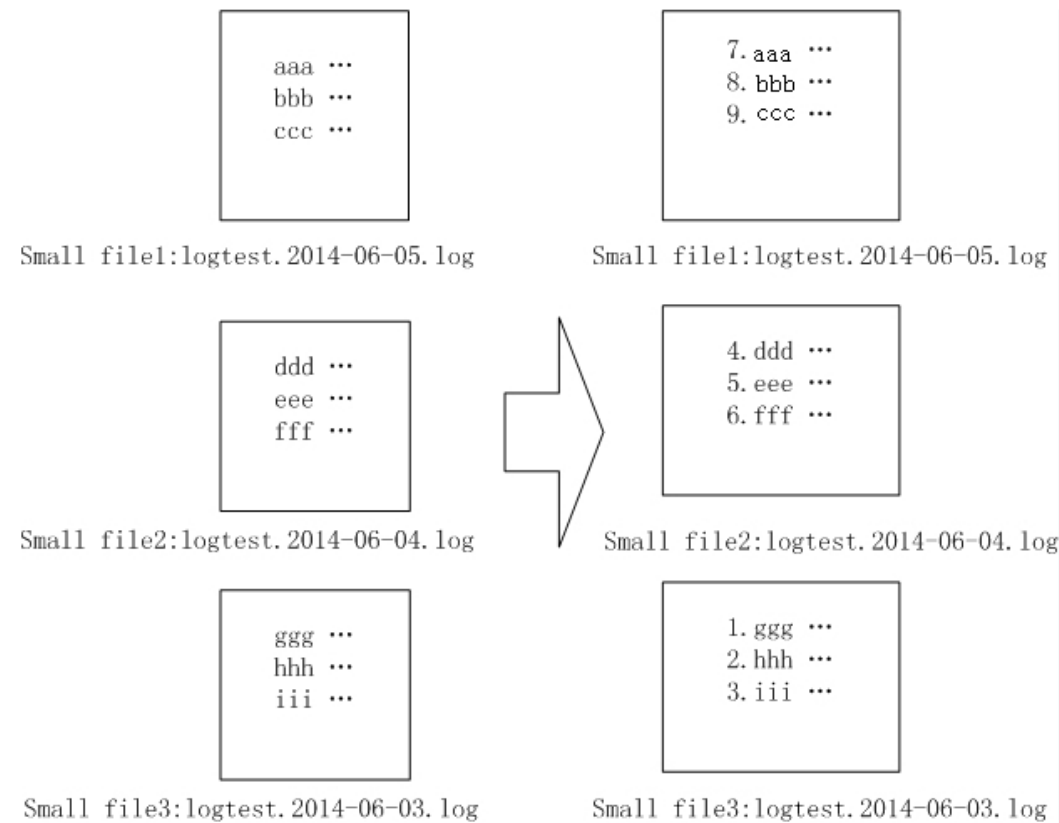 aaa …
bbb …
ccc …
Small file1:logtest.2014-06-05.log
7. aaa …
8. bbb …
9. ccc …
Small file1:logtest.2014-06-05.log
ddd …
eee …
fff …
Small file2:logtest.2014-06-04.log
4. ddd …
5. eee …
6. fff …
Small file2:logtest.2014-06-04.log
ggg …
hhh …
iii …
Small file3:logtest.2014-06-03.log
1. ggg …
2. hhh …
3. iii …
Small file3:logtest.2014-06-03.log